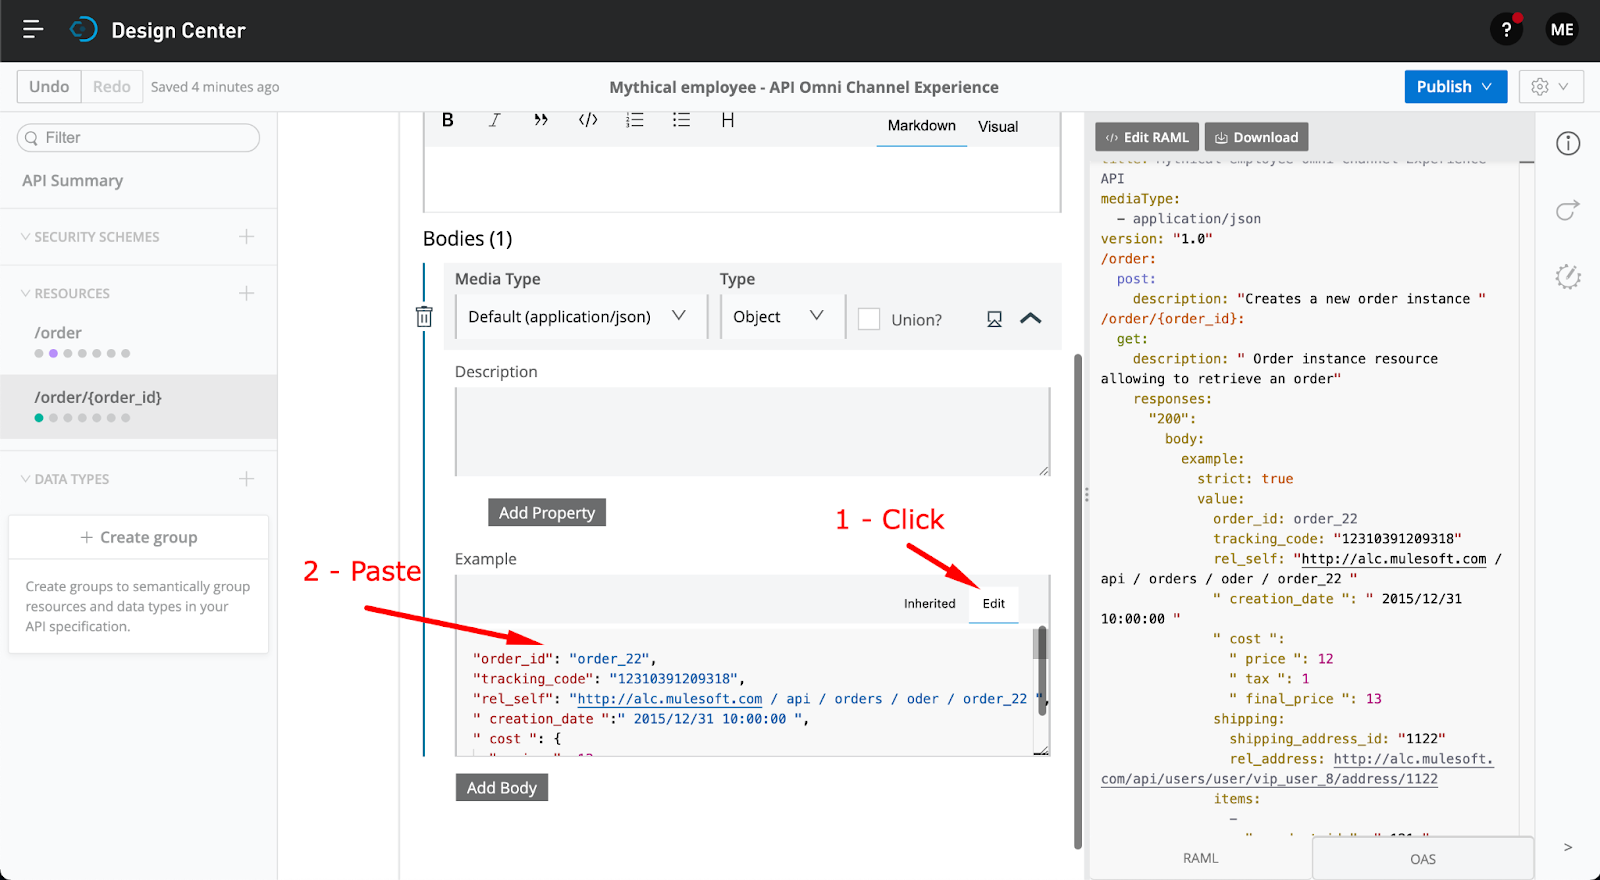 Design Center
?
ME
Undo
Redo
Saved 4 minutes ago
Mythical employee - API Omni Channel Experience
Publish
Filter
API Summary
SECURITY SCHEMES
RESOURCES
/order
/order/{order_id}
DATA TYPES
+ Create group
Create groups to semantically group
resources and data types in your
API specification.
B I ” </> H
Markdown
Visual
Bodies (1)
Media Type
Type
Default (application/json)
Object
Union?
Description
Add Property
1 - Click
Example
2 - Paste
Inherited
Edit
"order_id": "order_22",
"tracking_code": "12310391209318",
"rel_self": "http://alc.mulesoft.com / api / orders / oder / order_22 ",
" creation_date ":" 2015/12/31 10:00:00 ",
" cost ": {
Add Body
</> Edit RAML
Download
title: Mythical employee Omni Channel Experience
API
mediaType:
- application/json
version: "1.0"
/order:
post:
description: "Creates a new order instance "
/order/{order_id}:
get:
description: " Order instance resource
allowing to retrieve an order"
responses:
"200":
body:
example:
strict: true
value:
order_id: order_22
tracking_code: "12310391209318"
rel_self: "http://alc.mulesoft.com /
api / orders / oder / order_22 "
" creation_date ": " 2015/12/31
10:00:00 "
" cost ":
" price ": 12
" tax ": 1
" final_price ": 13
shipping:
shipping_address_id: "1122"
rel_address: http://alc.mulesoft.
com/api/users/user/vip_user_8/address/1122
items:
-
RAML
OAS
>